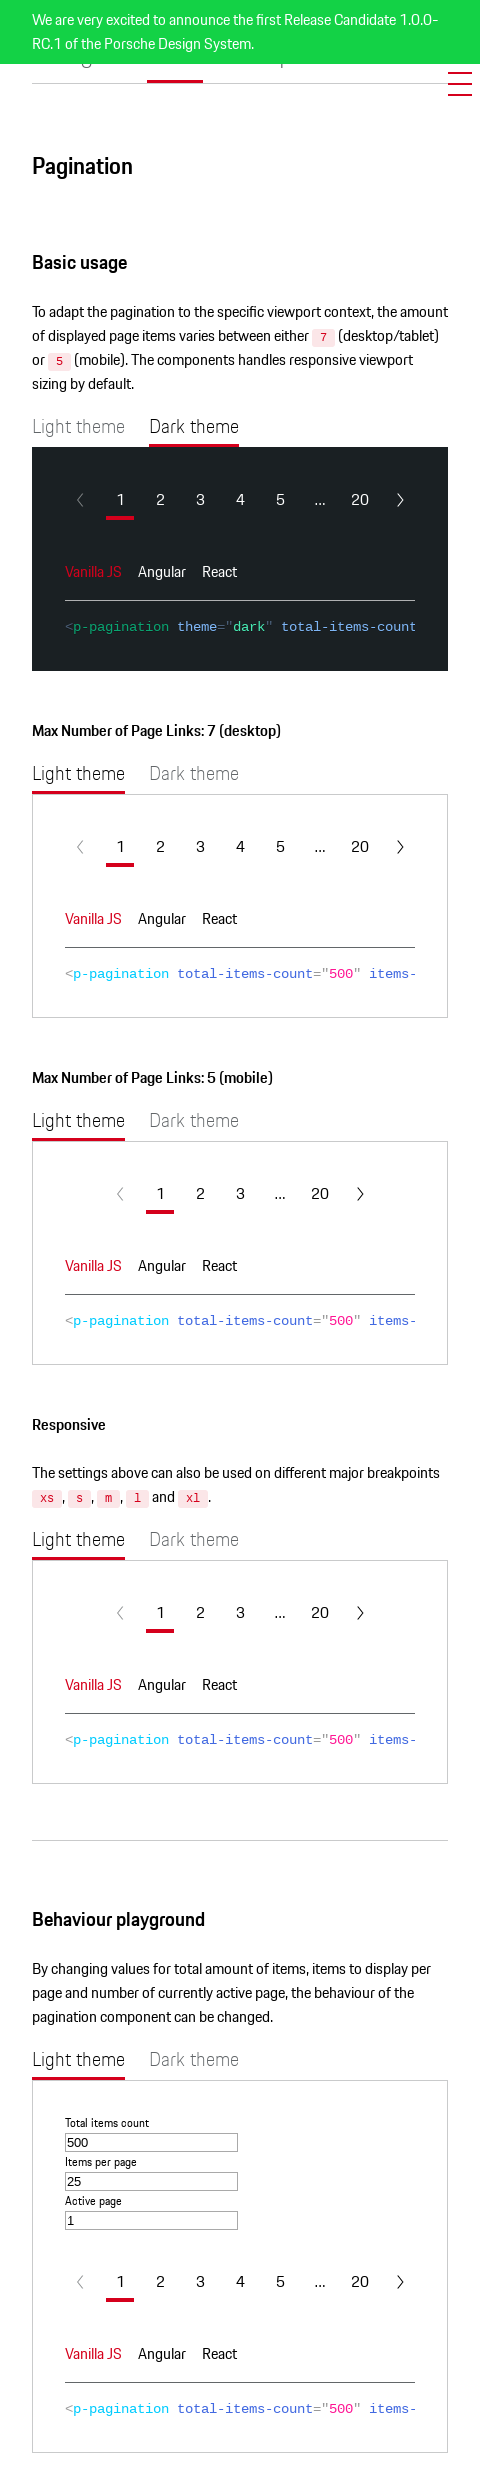 We are very excited to announce the first Release Candidate 1.0.0-
RC.1 of the Porsche Design System.
Pagination
Basic usage
To adapt the pagination to the specific viewport context, the amount
of displayed page items varies between either 7 (desktop/tablet)
or 5 (mobile). The components handles responsive viewport
sizing by default.
Light theme Dark theme
1 2 3 4 5 ... 20
Vanilla JS Angular React
<p-pagination theme="dark" total-items-count
Max Number of Page Links: 7 (desktop)
Light theme Dark theme
1 2 3 4 5 ... 20
Vanilla JS Angular React
<p-pagination total-items-count="500" items-
Max Number of Page Links: 5 (mobile)
Light theme Dark theme
1 2 3 ... 20
Vanilla JS Angular React
<p-pagination total-items-count="500" items-
Responsive
The settings above can also be used on different major breakpoints
xs, s, m, l and xl.
Light theme Dark theme
1 2 3 ... 20
Vanilla JS Angular React
<p-pagination total-items-count="500" items-
Behaviour playground
By changing values for total amount of items, items to display per
page and number of currently active page, the behaviour of the
pagination component can be changed.
Light theme Dark theme
Total items count
500
Items per page
25
Active page
1
1 2 3 4 5 ... 20
Vanilla JS Angular React
<p-pagination total-items-count="500" items-